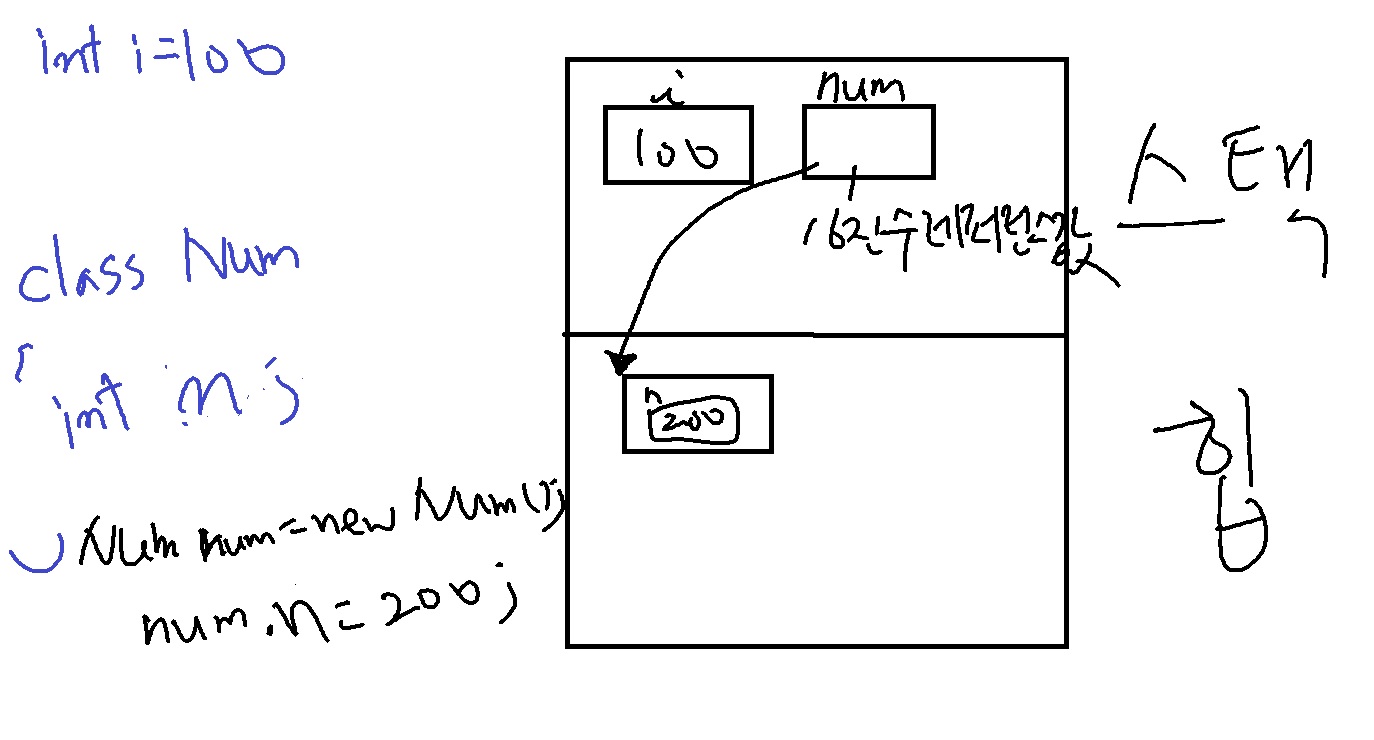 int i=100
class Num
{
int n;
} Num num=new Num();
num.n=200;
i
100
num
16진수레퍼런스값
스택
n
200
힙